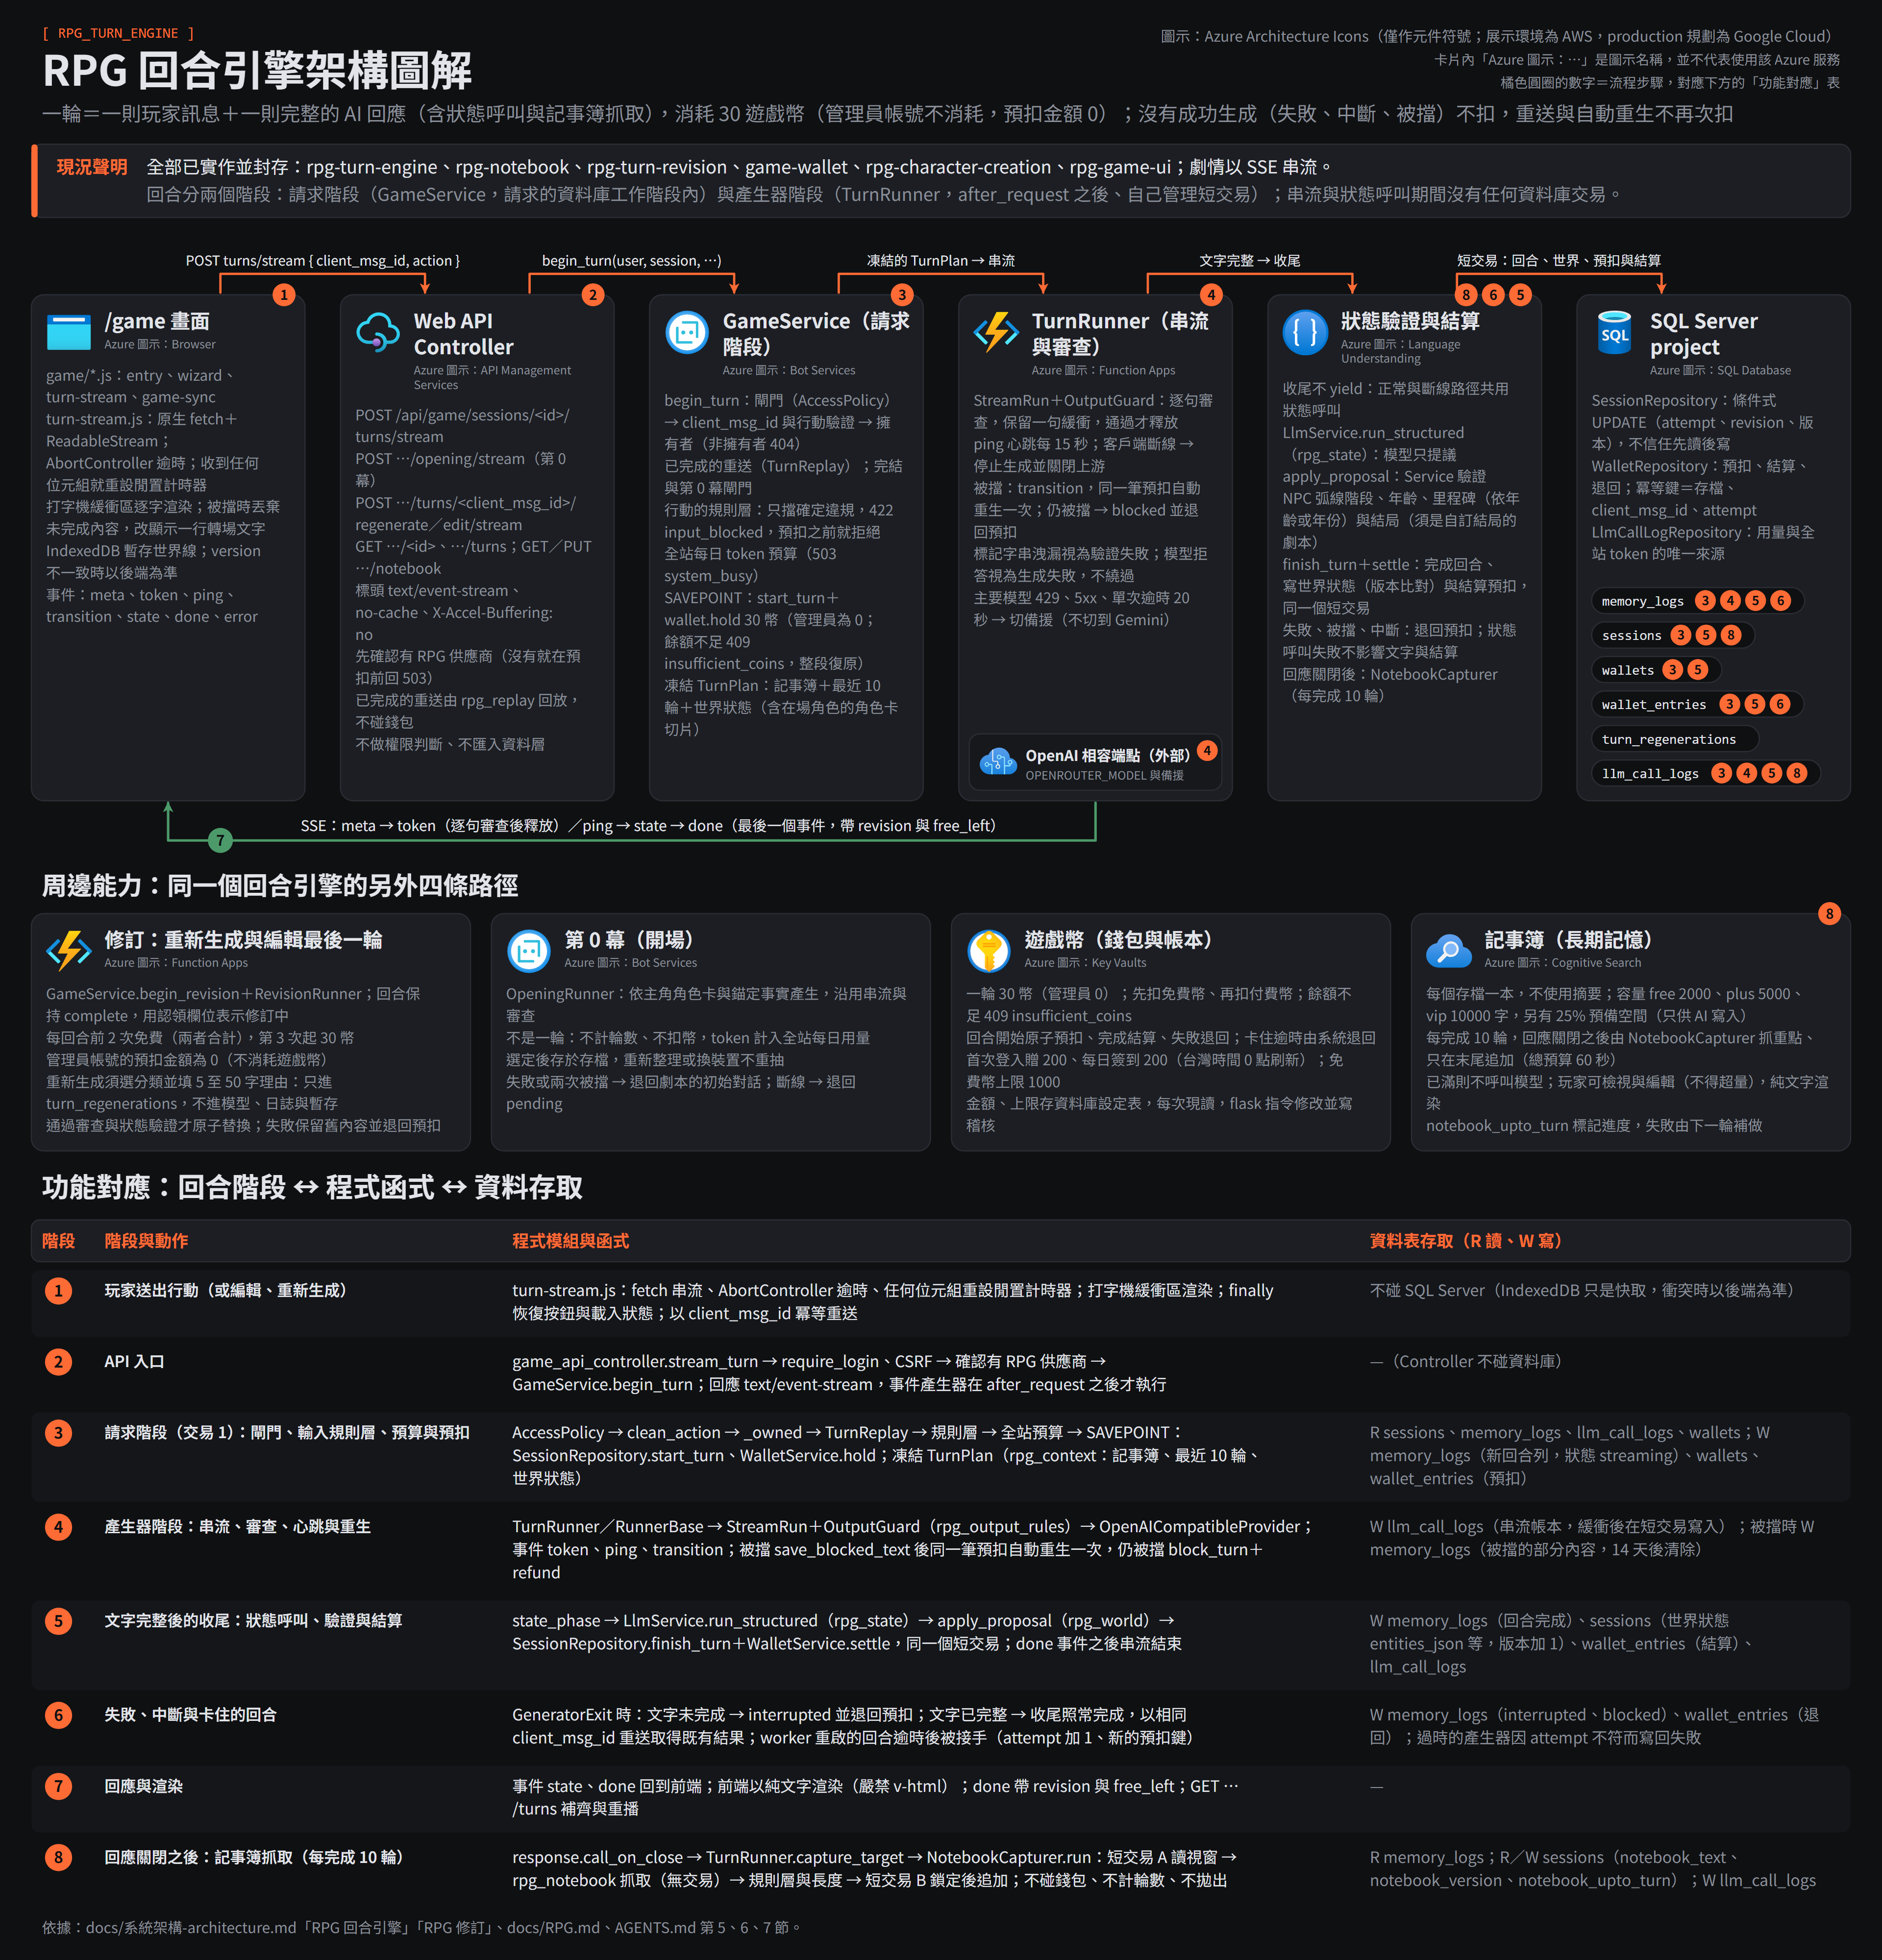 [ RPG_TURN_ENGINE ]
RPG 回合引擎架構圖解
圖示：Azure Architecture Icons（僅作元件符號；展示環境為 AWS，production 規劃為 Google Cloud）
卡片內「Azure 圖示：…」是圖示名稱，並不代表使用該 Azure 服務
橘色圓圈的數字＝流程步驟，對應下方的「功能對應」表
一輪＝一則玩家訊息＋一則完整的 AI 回應（含狀態呼叫與記事簿抓取），消耗 30 遊戲幣（管理員帳號不消耗，預扣金額 0）；沒有成功生成（失敗、中斷、被擋）不扣，重送與自動重生不再次扣
現況聲明
全部已實作並封存：rpg-turn-engine、rpg-notebook、rpg-turn-revision、game-wallet、rpg-character-creation、rpg-game-ui；劇情以 SSE 串流。
回合分兩個階段：請求階段（GameService，請求的資料庫工作階段內）與產生器階段（TurnRunner，after_request 之後、自己管理短交易）；串流與狀態呼叫期間沒有任何資料庫交易。
POST turns/stream { client_msg_id, action }
begin_turn(user, session, …)
凍結的 TurnPlan → 串流
文字完整 → 收尾
短交易：回合、世界、預扣與結算
1
/game 畫面
Azure 圖示：Browser
game/*.js：entry、wizard、
turn-stream、game-sync
turn-stream.js：原生 fetch＋
ReadableStream；
AbortController 逾時；收到任何
位元組就重設閒置計時器
打字機緩衝區逐字渲染；被擋時丟棄
未完成內容，改顯示一行轉場文字
IndexedDB 暫存世界線；version
不一致時以後端為準
事件：meta、token、ping、
transition、state、done、error
2
Web API
Controller
Azure 圖示：API Management
Services
POST /api/game/sessions/<id>/
turns/stream
POST …/opening/stream（第 0
幕）
POST …/turns/<client_msg_id>/
regenerate／edit/stream
GET …/<id>、…/turns；GET／PUT
…/notebook
標頭 text/event-stream、
no-cache、X-Accel-Buffering:
no
先確認有 RPG 供應商（沒有就在預
扣前回 503）
已完成的重送由 rpg_replay 回放，
不碰錢包
不做權限判斷、不匯入資料層
3
GameService（請求
階段）
Azure 圖示：Bot Services
begin_turn：閘門（AccessPolicy）
→ client_msg_id 與行動驗證 → 擁
有者（非擁有者 404）
已完成的重送（TurnReplay）；完結
與第 0 幕閘門
行動的規則層：只擋確定違規，422
input_blocked，預扣之前就拒絕
全站每日 token 預算（503
system_busy）
SAVEPOINT：start_turn＋
wallet.hold 30 幣（管理員為 0；
餘額不足 409
insufficient_coins，整段復原）
凍結 TurnPlan：記事簿＋最近 10
輪＋世界狀態（含在場角色的角色卡
切片）
4
TurnRunner（串流
與審查）
Azure 圖示：Function Apps
StreamRun＋OutputGuard：逐句審
查，保留一句緩衝，通過才釋放
ping 心跳每 15 秒；客戶端斷線 →
停止生成並關閉上游
被擋：transition，同一筆預扣自動
重生一次；仍被擋 → blocked 並退
回預扣
標記字串洩漏視為驗證失敗；模型拒
答視為生成失敗，不繞過
主要模型 429、5xx、單次逾時 20
秒 → 切備援（不切到 Gemini）
OpenAI 相容端點（外部）
4
OPENROUTER_MODEL 與備援
8 6 5
狀態驗證與結算
Azure 圖示：Language
Understanding
收尾不 yield：正常與斷線路徑共用
狀態呼叫
LlmService.run_structured
（rpg_state）：模型只提議
apply_proposal：Service 驗證
NPC 弧線階段、年齡、里程碑（依年
齡或年份）與結局（須是自訂結局的
劇本）
finish_turn＋settle：完成回合、
寫世界狀態（版本比對）與結算預扣，
同一個短交易
失敗、被擋、中斷：退回預扣；狀態
呼叫失敗不影響文字與結算
回應關閉後：NotebookCapturer
（每完成 10 輪）
SQL
SQL Server
project
Azure 圖示：SQL Database
SessionRepository：條件式
UPDATE（attempt、revision、版
本），不信任先讀後寫
WalletRepository：預扣、結算、
退回；冪等鍵＝存檔、
client_msg_id、attempt
LlmCallLogRepository：用量與全
站 token 的唯一來源
memory_logs 3 4 5 6
sessions 3 5 8
wallets 3 5
wallet_entries 3 5 6
turn_regenerations
llm_call_logs 3 4 5 8
7
SSE：meta → token（逐句審查後釋放）／ping → state → done（最後一個事件，帶 revision 與 free_left）
周邊能力：同一個回合引擎的另外四條路徑
修訂：重新生成與編輯最後一輪
Azure 圖示：Function Apps
GameService.begin_revision＋RevisionRunner；回合保
持 complete，用認領欄位表示修訂中
每回合前 2 次免費（兩者合計），第 3 次起 30 幣
管理員帳號的預扣金額為 0（不消耗遊戲幣）
重新生成須選分類並填 5 至 50 字理由：只進
turn_regenerations，不進模型、日誌與暫存
通過審查與狀態驗證才原子替換；失敗保留舊內容並退回預扣
第 0 幕（開場）
Azure 圖示：Bot Services
OpeningRunner：依主角角色卡與錨定事實產生，沿用串流與
審查
不是一輪：不計輪數、不扣幣，token 計入全站每日用量
選定後存於存檔，重新整理或換裝置不重抽
失敗或兩次被擋 → 退回劇本的初始對話；斷線 → 退回
pending
遊戲幣（錢包與帳本）
Azure 圖示：Key Vaults
一輪 30 幣（管理員 0）；先扣免費幣、再扣付費幣；餘額不
足 409 insufficient_coins
回合開始原子預扣、完成結算、失敗退回；卡住逾時由系統退回
首次登入贈 200、每日簽到 200（台灣時間 0 點刷新）；免
費幣上限 1000
金額、上限存資料庫設定表，每次現讀，flask 指令修改並寫
稽核
8
記事簿（長期記憶）
Azure 圖示：Cognitive Search
每個存檔一本，不使用摘要；容量 free 2000、plus 5000、
vip 10000 字，另有 25% 預備空間（只供 AI 寫入）
每完成 10 輪，回應關閉之後由 NotebookCapturer 抓重點、
只在末尾追加（總預算 60 秒）
已滿則不呼叫模型；玩家可檢視與編輯（不得超量），純文字渲
染
notebook_upto_turn 標記進度，失敗由下一輪補做
功能對應：回合階段 ↔ 程式函式 ↔ 資料存取
階段 階段與動作 程式模組與函式 資料表存取（R 讀、W 寫）
1 玩家送出行動（或編輯、重新生成）
turn-stream.js：fetch 串流、AbortController 逾時、任何位元組重設閒置計時器；打字機緩衝區渲染；finally
恢復按鈕與載入狀態；以 client_msg_id 冪等重送
不碰 SQL Server（IndexedDB 只是快取，衝突時以後端為準）
2 API 入口
game_api_controller.stream_turn → require_login、CSRF → 確認有 RPG 供應商 →
GameService.begin_turn；回應 text/event-stream，事件產生器在 after_request 之後才執行
—（Controller 不碰資料庫）
3 請求階段（交易 1）：閘門、輸入規則層、預算與預扣
AccessPolicy → clean_action → _owned → TurnReplay → 規則層 → 全站預算 → SAVEPOINT：
SessionRepository.start_turn、WalletService.hold；凍結 TurnPlan（rpg_context：記事簿、最近 10 輪、
世界狀態）
R sessions、memory_logs、llm_call_logs、wallets；W
memory_logs（新回合列，狀態 streaming）、wallets、
wallet_entries（預扣）
4 產生器階段：串流、審查、心跳與重生
TurnRunner／RunnerBase → StreamRun＋OutputGuard（rpg_output_rules）→ OpenAICompatibleProvider；
事件 token、ping、transition；被擋 save_blocked_text 後同一筆預扣自動重生一次，仍被擋 block_turn＋
refund
W llm_call_logs（串流帳本，緩衝後在短交易寫入）；被擋時 W
memory_logs（被擋的部分內容，14 天後清除）
5 文字完整後的收尾：狀態呼叫、驗證與結算
state_phase → LlmService.run_structured（rpg_state）→ apply_proposal（rpg_world）→
SessionRepository.finish_turn＋WalletService.settle，同一個短交易；done 事件之後串流結束
W memory_logs（回合完成）、sessions（世界狀態
entities_json 等，版本加 1）、wallet_entries（結算）、
llm_call_logs
6 失敗、中斷與卡住的回合
GeneratorExit 時：文字未完成 → interrupted 並退回預扣；文字已完整 → 收尾照常完成，以相同
client_msg_id 重送取得既有結果；worker 重啟的回合逾時後被接手（attempt 加 1、新的預扣鍵）
W memory_logs（interrupted、blocked）、wallet_entries（退
回）；過時的產生器因 attempt 不符而寫回失敗
7 回應與渲染
事件 state、done 回到前端；前端以純文字渲染（嚴禁 v-html）；done 帶 revision 與 free_left；GET …
/turns 補齊與重播
—
8 回應關閉之後：記事簿抓取（每完成 10 輪）
response.call_on_close → TurnRunner.capture_target → NotebookCapturer.run：短交易 A 讀視窗 →
rpg_notebook 抓取（無交易）→ 規則層與長度 → 短交易 B 鎖定後追加；不碰錢包、不計輪數、不拋出
R memory_logs；R／W sessions（notebook_text、
notebook_version、notebook_upto_turn）；W llm_call_logs
依據：docs/系統架構-architecture.md「RPG 回合引擎」「RPG 修訂」、docs/RPG.md、AGENTS.md 第 5、6、7 節。